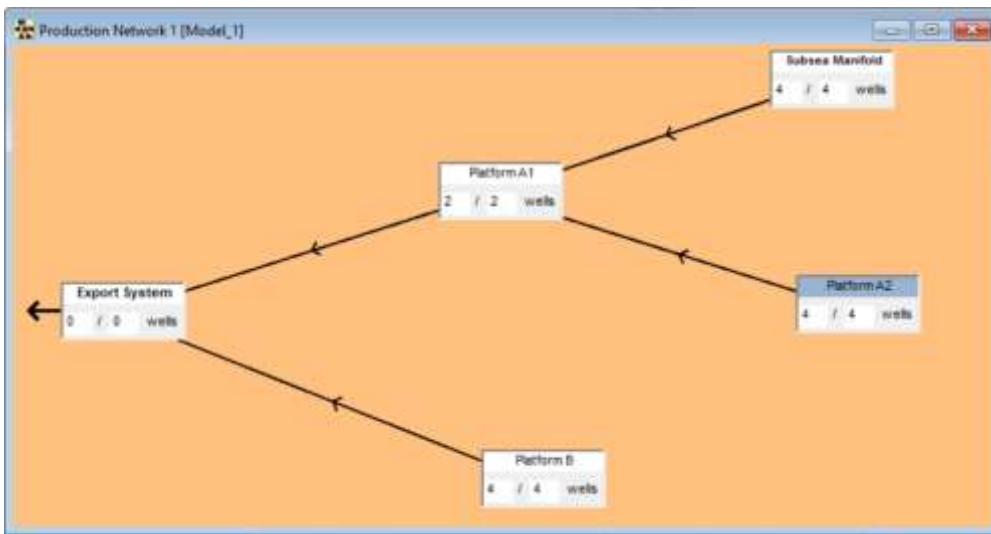 Production Network 1 [Model_1]
Subsea Manifold
4 / 4 wells
Platform A1
2 / 2 wells
Platform A2
4 / 4 wells
Export System
0 / 0 wells
Platform B
4 / 4 wells